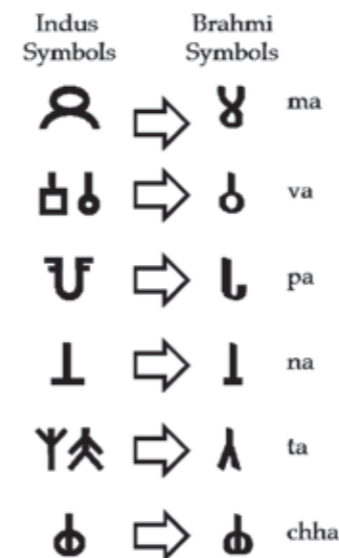 Indus Brahmi
Symbols Symbols
𑀫 ma
𑀯 va
𑀧 pa
𑀦 na
𑀢 ta
𑀙 chha